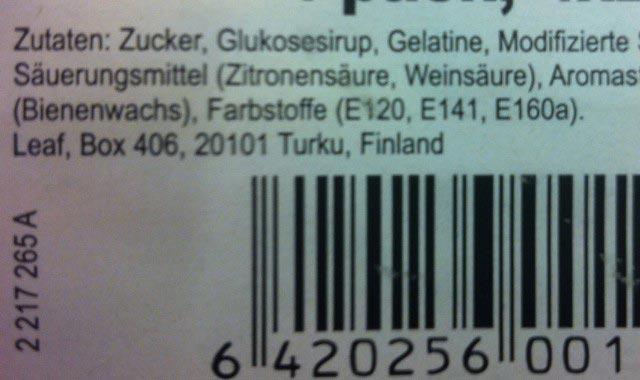 Zutaten: Zucker, Glukosesirup, Gelatine, Modifizierte
Säuerungsmittel (Zitronensäure, Weinsäure), Aromas
(Bienenwachs), Farbstoffe (E120, E141, E160a).
Leaf, Box 406, 20101 Turku, Finland
2 217 265 A
6 420256 001